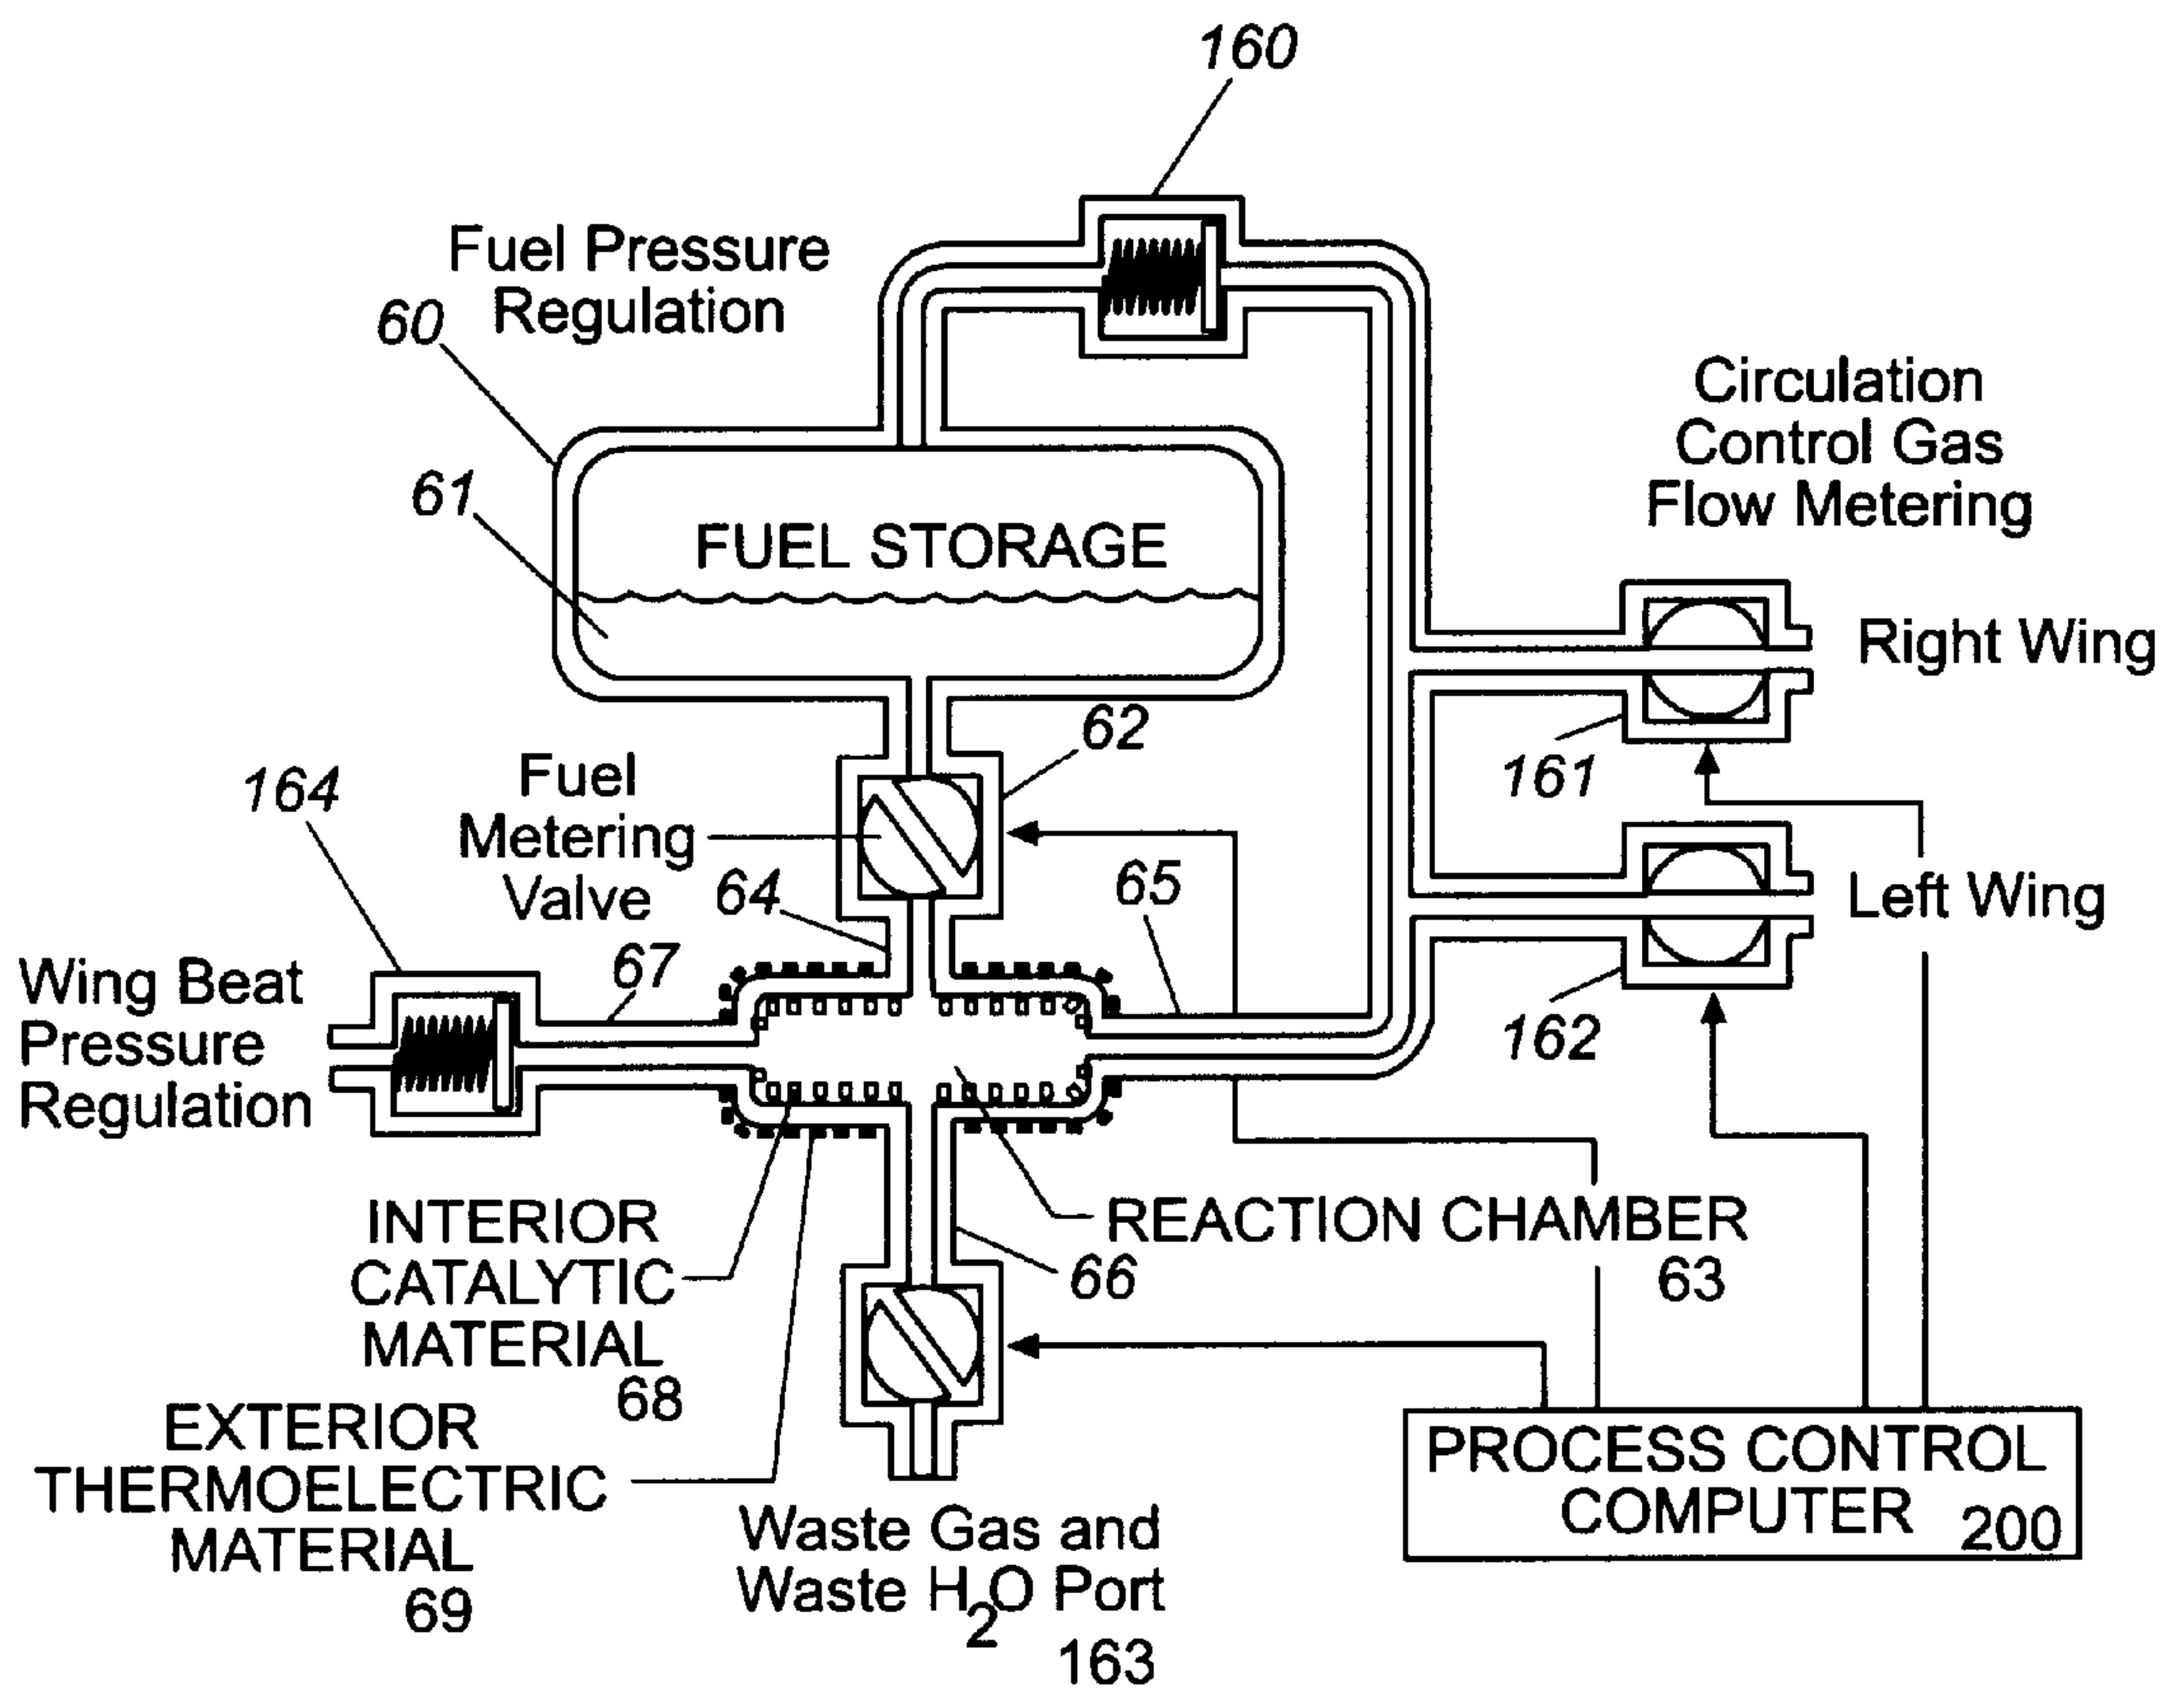 160
Fuel Pressure
Regulation
60
61
FUEL STORAGE
Circulation
Control Gas
Flow Metering
Right Wing
161
62
Fuel
Metering
Valve
164
64
65
Left Wing
162
67
Wing Beat
Pressure
Regulation
INTERIOR
CATALYTIC
MATERIAL
68
REACTION CHAMBER
63
66
EXTERIOR
THERMOELECTRIC
MATERIAL
69
Waste Gas and
Waste H2O Port
163
PROCESS CONTROL
COMPUTER 200